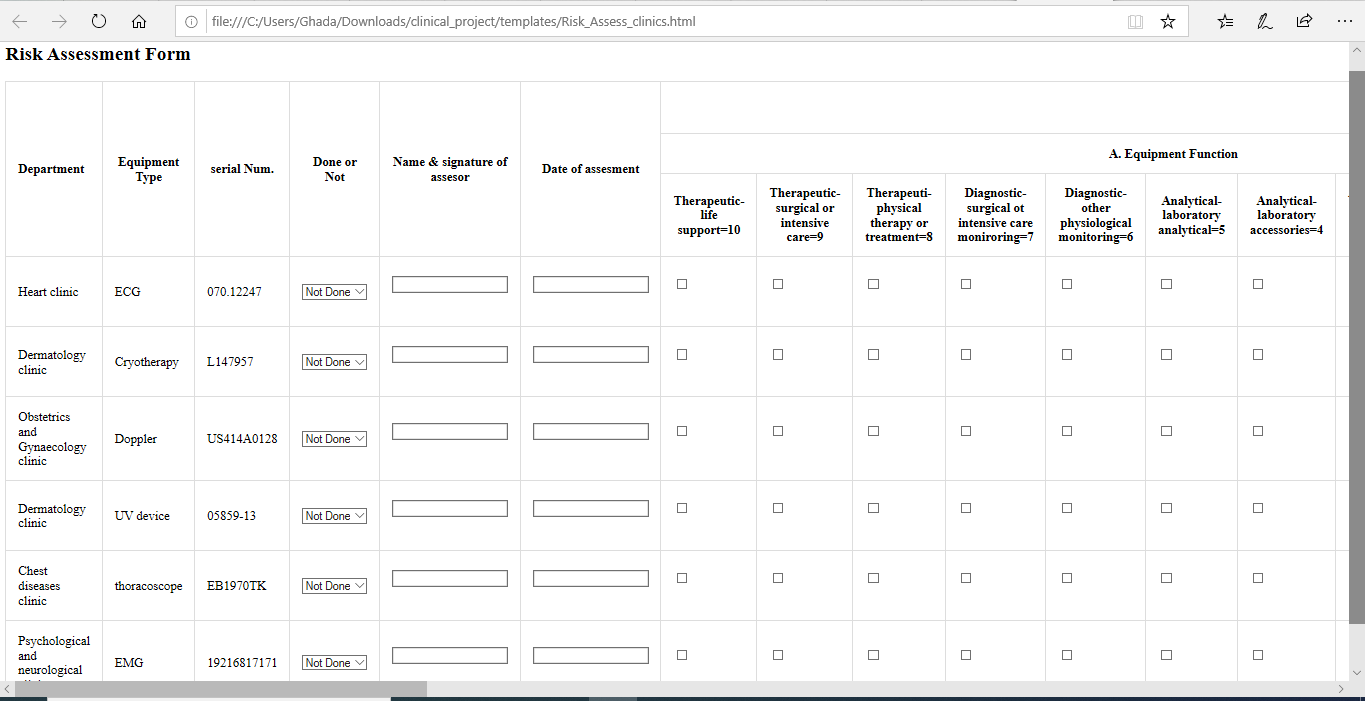 file:///C:/Users/Ghada/Downloads/clinical_project/templates/Risk_Assess_clinics.html
Risk Assessment Form
A. Equipment Function
Department
Equipment
Type
serial Num.
Done or
Not
Name & signature of
assesor
Date of assesment
Therapeutic-
life
support=10
Therapeutic-
surgical or
intensive
care=9
Therapeuti-
physical
therapy or
treatment=8
Diagnostic-
surgical ot
intensive care
moniroring=7
Diagnostic-
other
physiological
monitoring=6
Analytical-
laboratory
analytical=5
Analytical-
laboratory
accessories=4
Heart clinic
ECG
070.12247
Not Done
Dermatology
clinic
Cryotherapy
L147957
Not Done
Obstetrics
and
Gynaecology
clinic
Doppler
US414A0128
Not Done
Dermatology
clinic
UV device
05859-13
Not Done
Chest
diseases
clinic
thoracoscope
EB1970TK
Not Done
Psychological
and
neurological
EMG
19216817171
Not Done